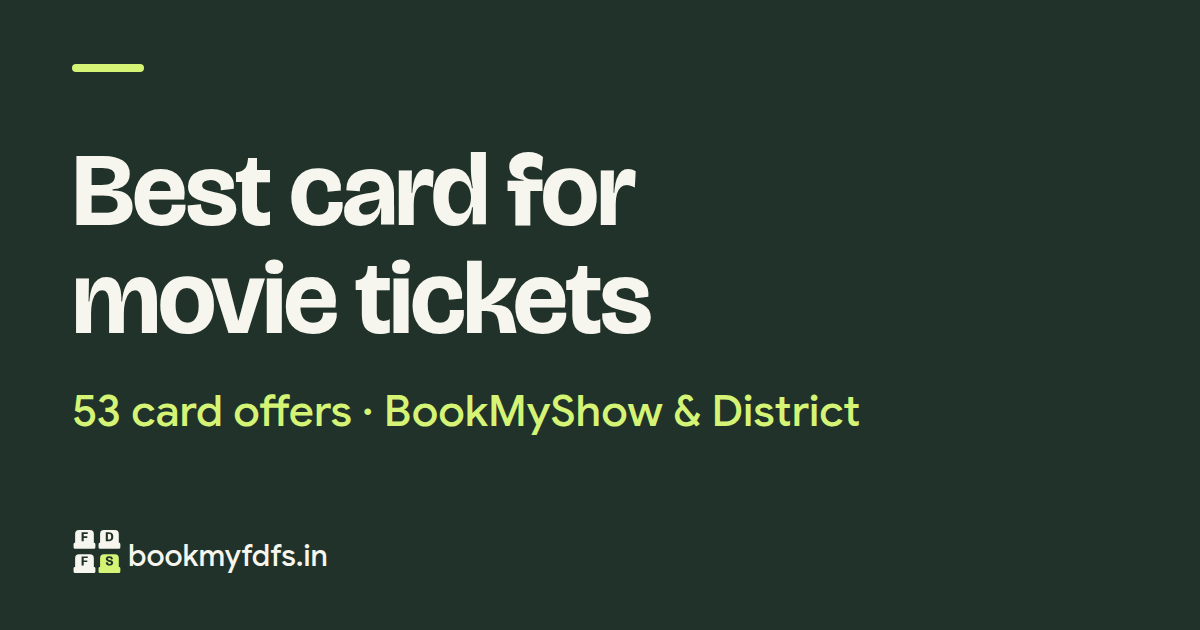 Best card for
movie tickets
53 card offers · BookMyShow & District
F D
F S
bookmyfdfs.in